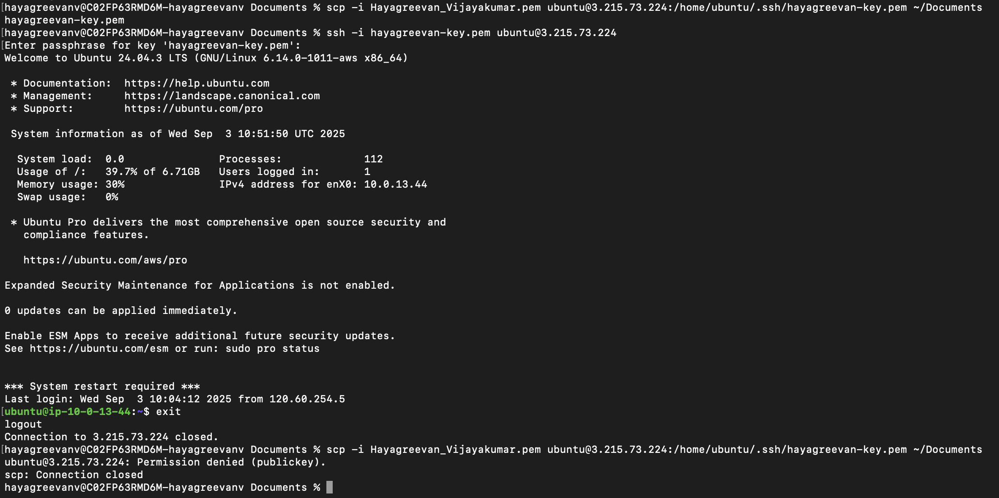 [hayagreevanv@C02FP63RMD6M-hayagreevanv Documents % scp -i Hayagreevan_Vijayakumar.pem ubuntu@3.215.73.224:/home/ubuntu/.ssh/hayagreevan-key.pem ~/Documents
hayagreevan-key.pem
[hayagreevanv@C02FP63RMD6M-hayagreevanv Documents % ssh -i hayagreevan-key.pem ubuntu@3.215.73.224
[Enter passphrase for key 'hayagreevan-key.pem':
Welcome to Ubuntu 24.04.3 LTS (GNU/Linux 6.14.0-1011-aws x86_64)
* Documentation:  https://help.ubuntu.com
* Management:     https://landscape.canonical.com
* Support:        https://ubuntu.com/pro
System information as of Wed Sep  3 10:51:50 UTC 2025
System load:  0.0               Processes:             112
Usage of /:   39.7% of 6.71GB   Users logged in:       1
Memory usage: 30%               IPv4 address for enX0: 10.0.13.44
Swap usage:   0%
* Ubuntu Pro delivers the most comprehensive open source security and
compliance features.
https://ubuntu.com/aws/pro
Expanded Security Maintenance for Applications is not enabled.
0 updates can be applied immediately.
Enable ESM Apps to receive additional future security updates.
See https://ubuntu.com/esm or run: sudo pro status
*** System restart required ***
Last login: Wed Sep  3 10:04:12 2025 from 120.60.254.5
[ubuntu@ip-10-0-13-44:~$ exit
logout
Connection to 3.215.73.224 closed.
[hayagreevanv@C02FP63RMD6M-hayagreevanv Documents % scp -i Hayagreevan_Vijayakumar.pem ubuntu@3.215.73.224:/home/ubuntu/.ssh/hayagreevan-key.pem ~/Documents
ubuntu@3.215.73.224: Permission denied (publickey).
scp: Connection closed
hayagreevanv@C02FP63RMD6M-hayagreevanv Documents %